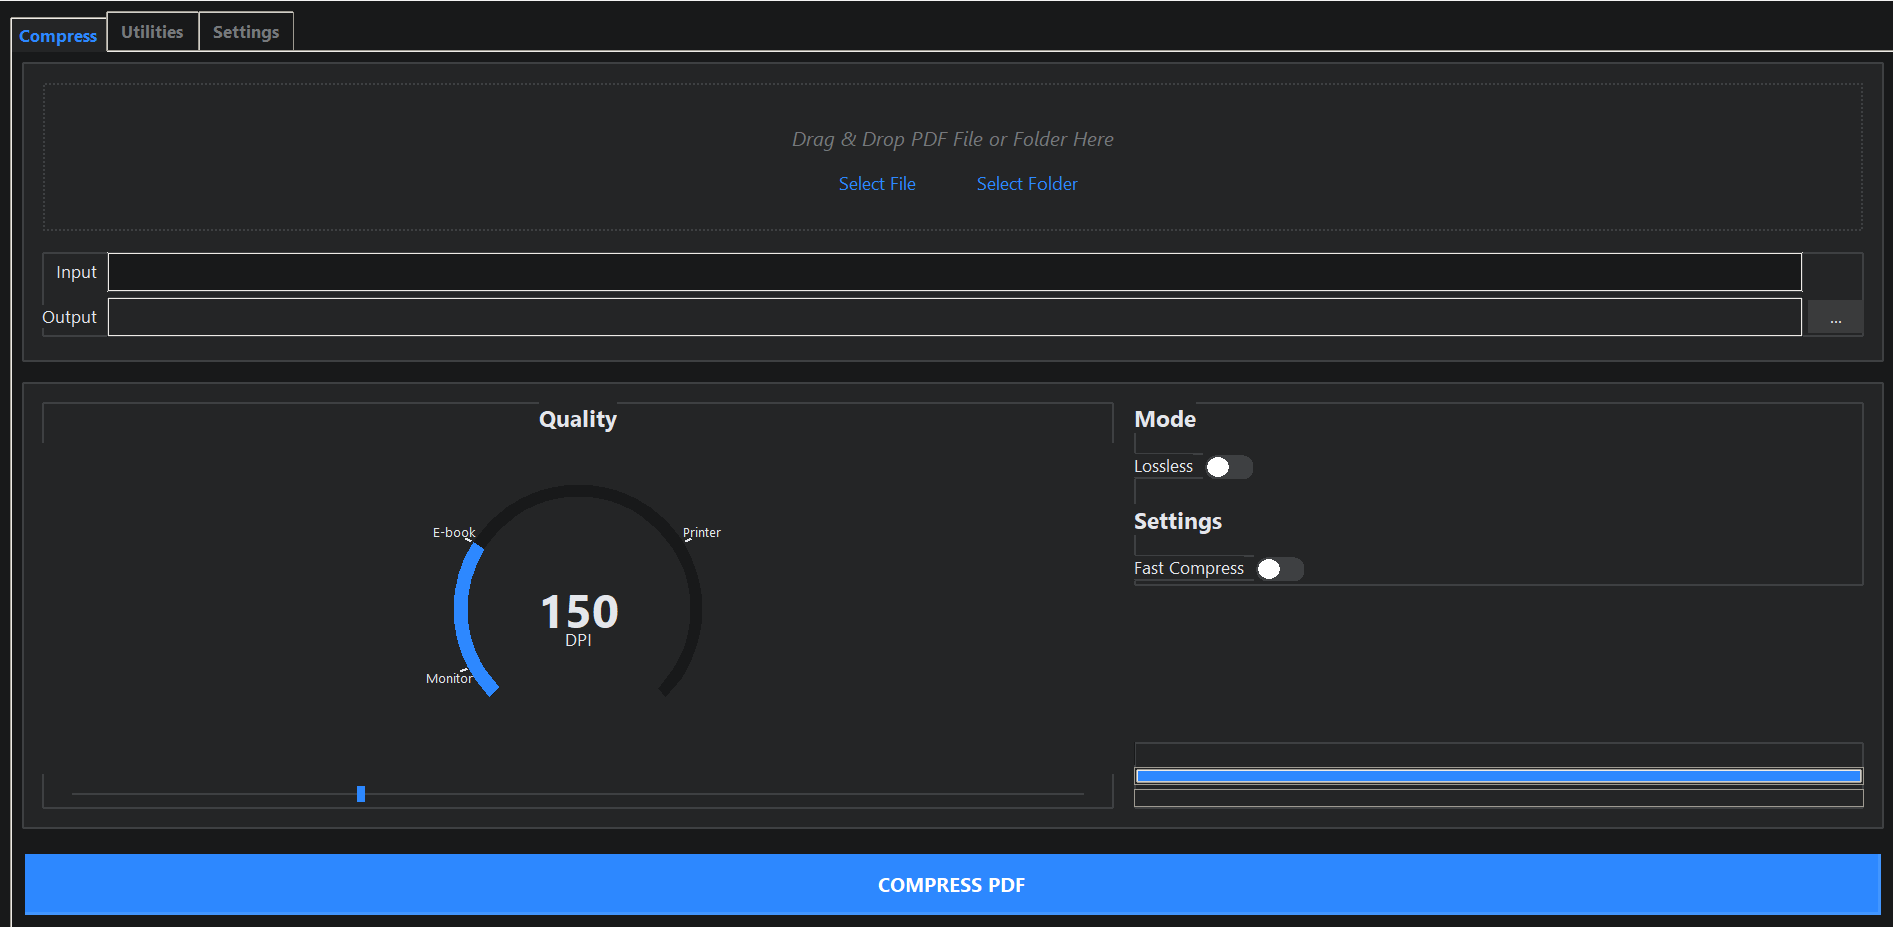 Compress Utilities Settings
Drag & Drop PDF File or Folder Here
Select File Select Folder
Input
Output ...
Quality
E-book Printer
150
DPI
Monitor
Mode
Lossless
Settings
Fast Compress
COMPRESS PDF